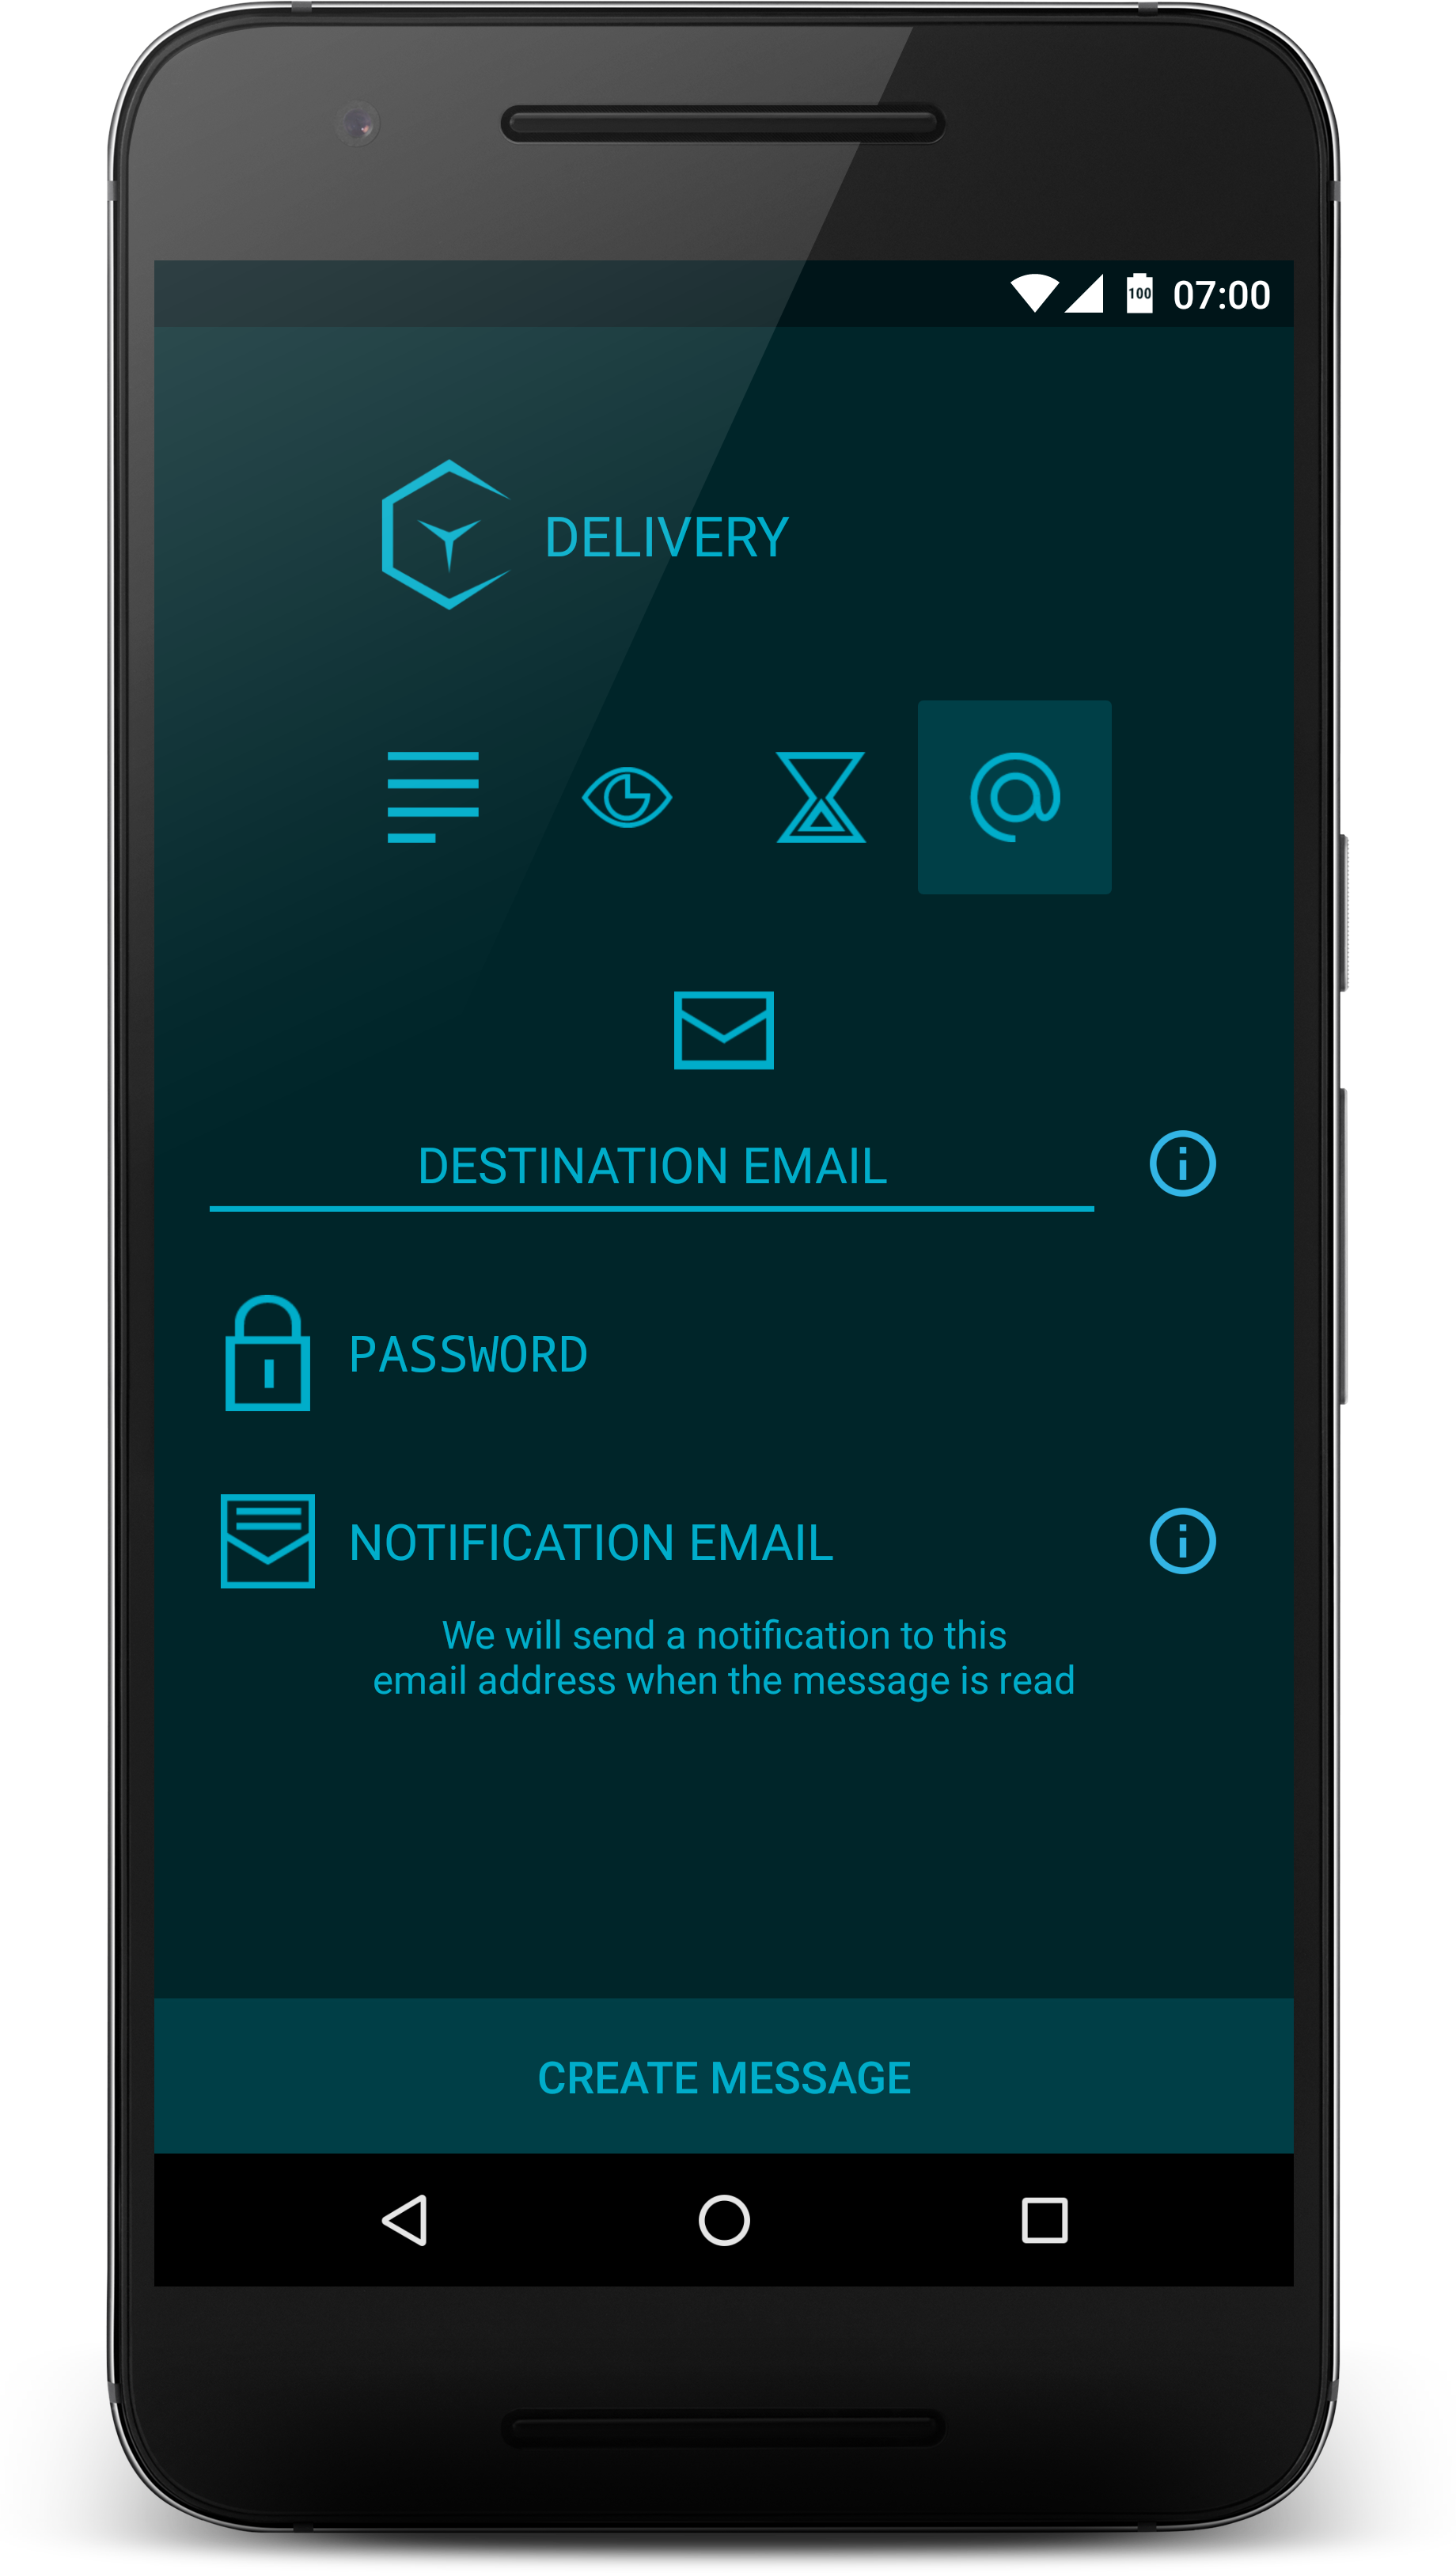 100 07:00
DELIVERY
DESTINATION EMAIL
PASSWORD
NOTIFICATION EMAIL
We will send a notification to this
email address when the message is read
CREATE MESSAGE